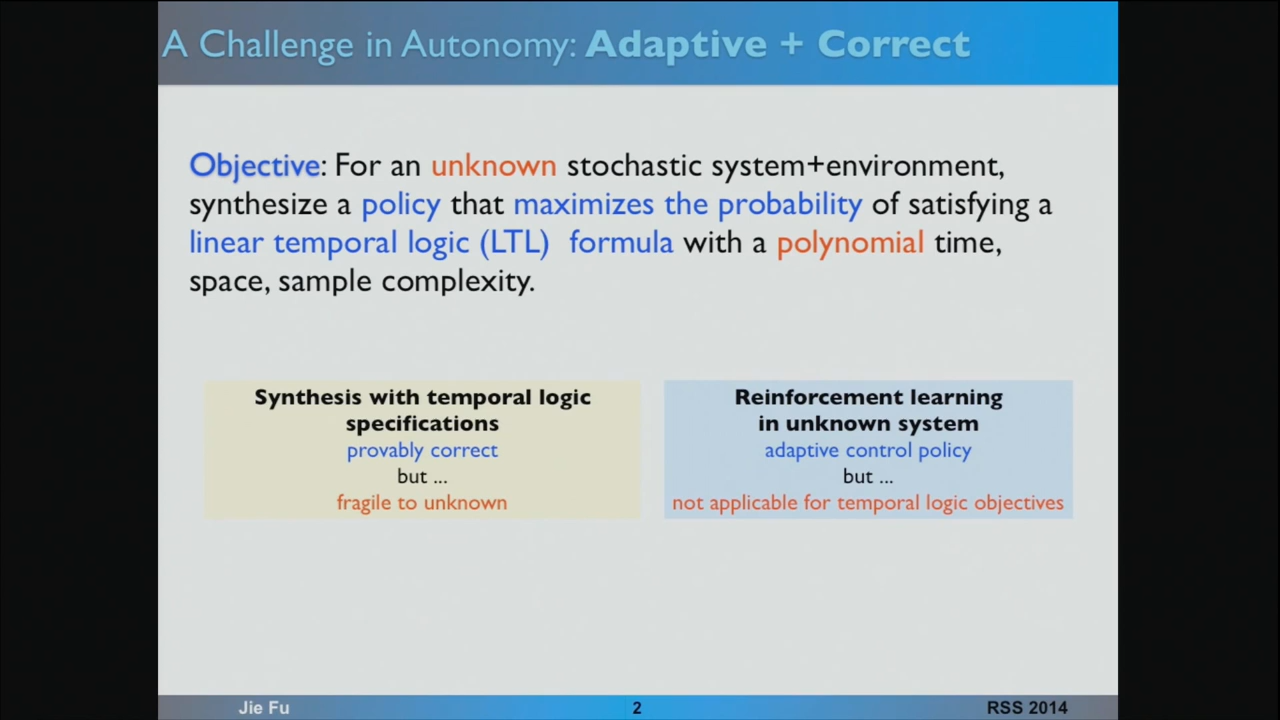 A Challenge in Autonomy: Adaptive + Correct
Objective: For an unknown stochastic system+environment,
synthesize a policy that maximizes the probability of satisfying a
linear temporal logic (LTL) formula with a polynomial time,
space, sample complexity.
Synthesis with temporal logic
specifications
provably correct
but ...
fragile to unknown
Reinforcement learning
in unknown system
adaptive control policy
but ...
not applicable for temporal logic objectives
Jie Fu
2
RSS 2014